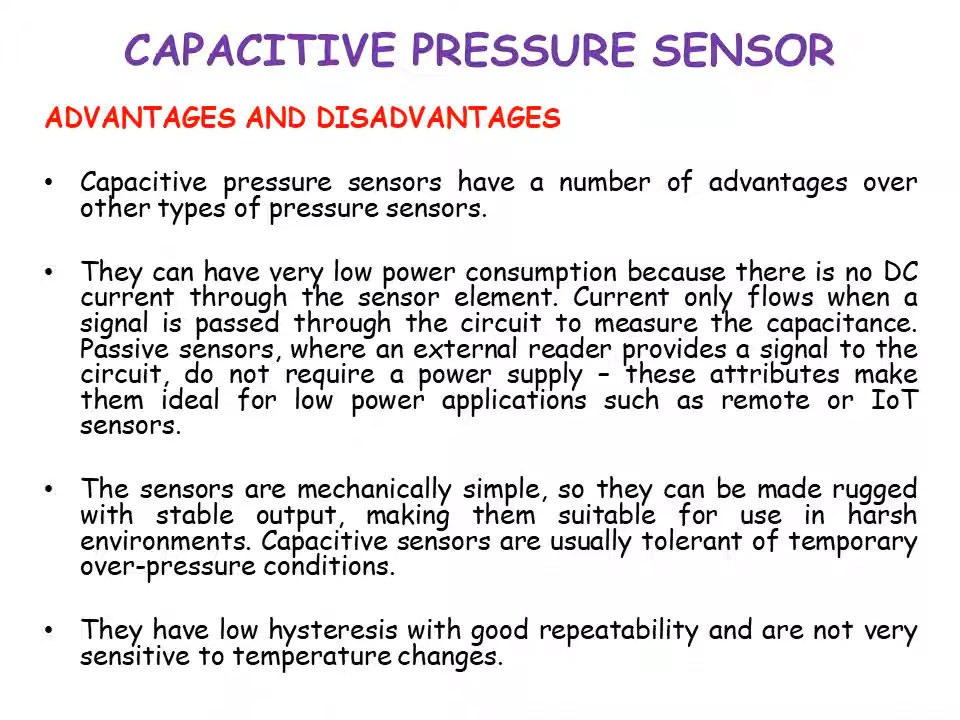 CAPACITIVE PRESSURE SENSOR
ADVANTAGES AND DISADVANTAGES
• Capacitive pressure sensors have a number of advantages over
other types of pressure sensors.
• They can have very low power consumption because there is no DC
current through the sensor element. Current only flows when a
signal is passed through the circuit to measure the capacitance.
Passive sensors, where an external reader provides a signal to the
circuit, do not require a power supply – these attributes make
them ideal for low power applications such as remote or IoT
sensors.
• The sensors are mechanically simple, so they can be made rugged
with stable output, making them suitable for use in harsh
environments. Capacitive sensors are usually tolerant of temporary
over-pressure conditions.
• They have low hysteresis with good repeatability and are not very
sensitive to temperature changes.